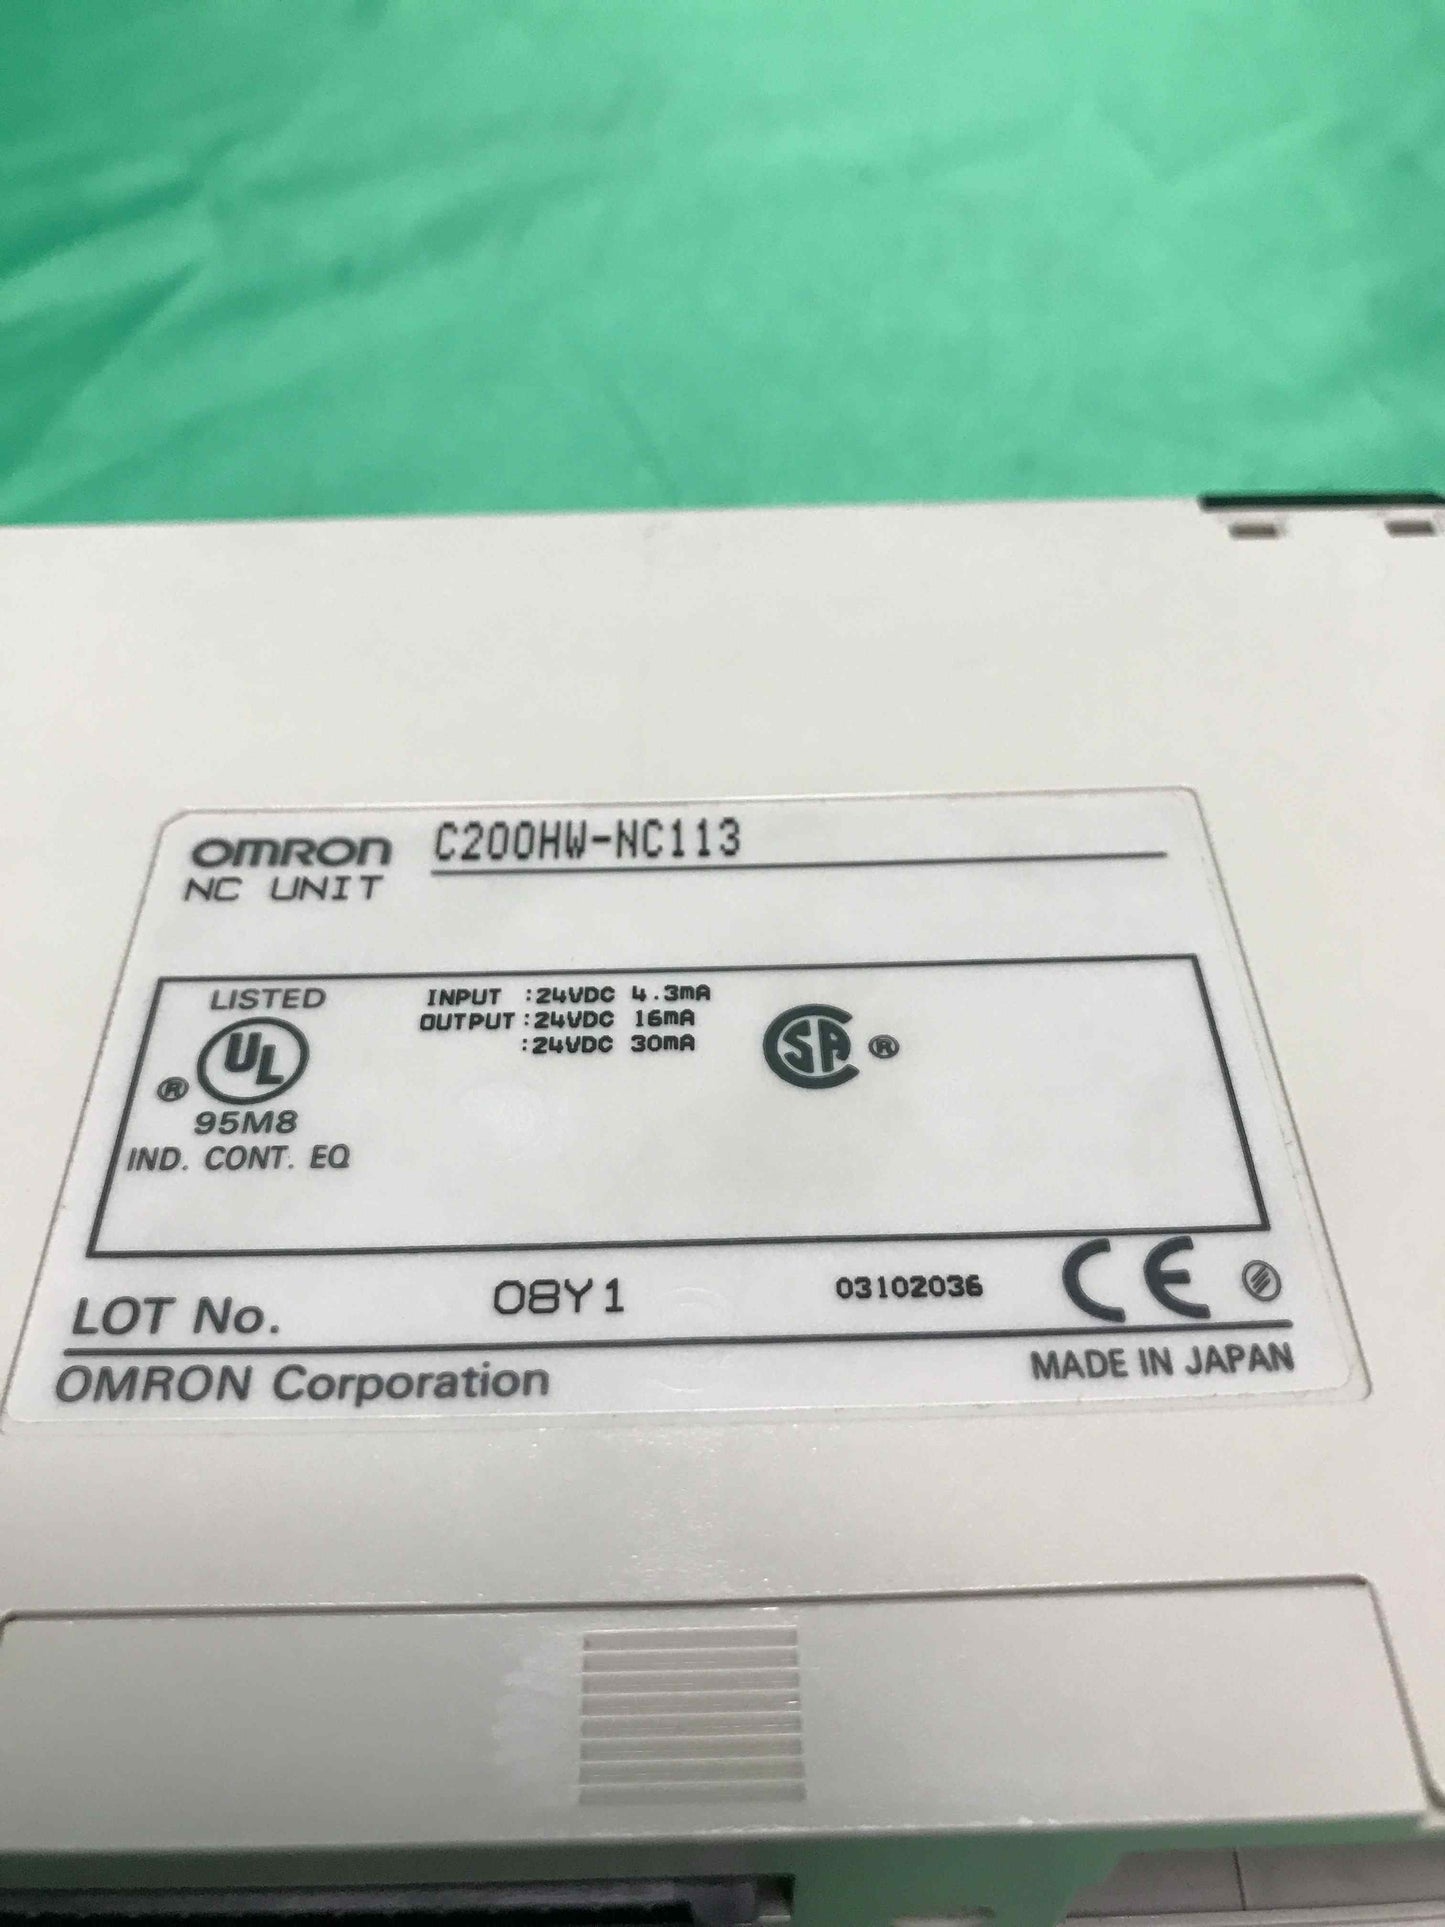 OMRON C200HW-NC113
NC UNIT
LISTED
UL
®
95M8
IND. CONT. EQ
INPUT :24VDC 4.3mA
OUTPUT:24VDC 16mA
:24VDC 30mA
SA ®
LOT No. 08Y1 03102036 CE
OMRON Corporation MADE IN JAPAN